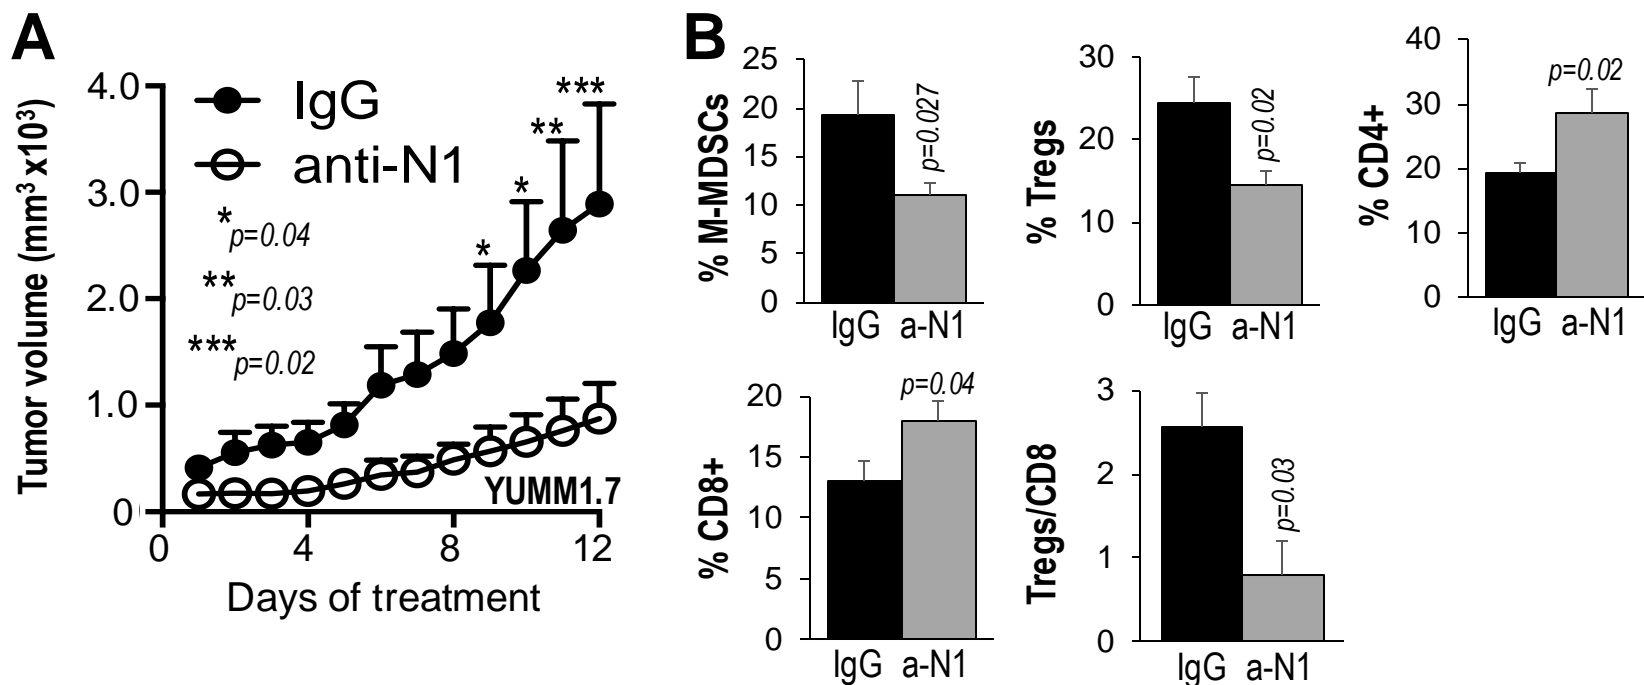 A
Tumor volume (mm³ x10³)
4.0
3.0
2.0
1.0
0
IgG
anti-N1
*p=0.04
**p=0.03
***p=0.02
*
*
**
***
YUMM1.7
0 4 8 12
Days of treatment
B
% M-MDSCs
25
20
15
10
5
0
p=0.027
IgG a-N1
% Tregs
30
20
10
0
p=0.02
IgG a-N1
% CD4+
40
30
20
10
0
p=0.02
IgG a-N1
% CD8+
20
15
10
5
0
p=0.04
IgG a-N1
Tregs/CD8
3
2
1
0
p=0.03
IgG a-N1